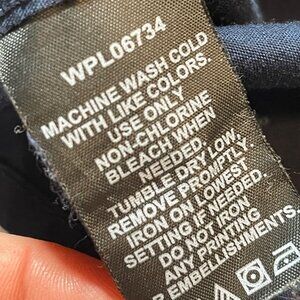 WPL06734
MACHINE WASH COLD
WITH LIKE COLORS.
USE ONLY
NON-CHLORINE
BLEACH WHEN
NEEDED.
TUMBLE DRY LOW,
REMOVE PROMPTLY
IRON ON LOWEST
SETTING IF NEEDED.
DO NOT IRON
ANY PRINTING
EMBELLISHMENTS.